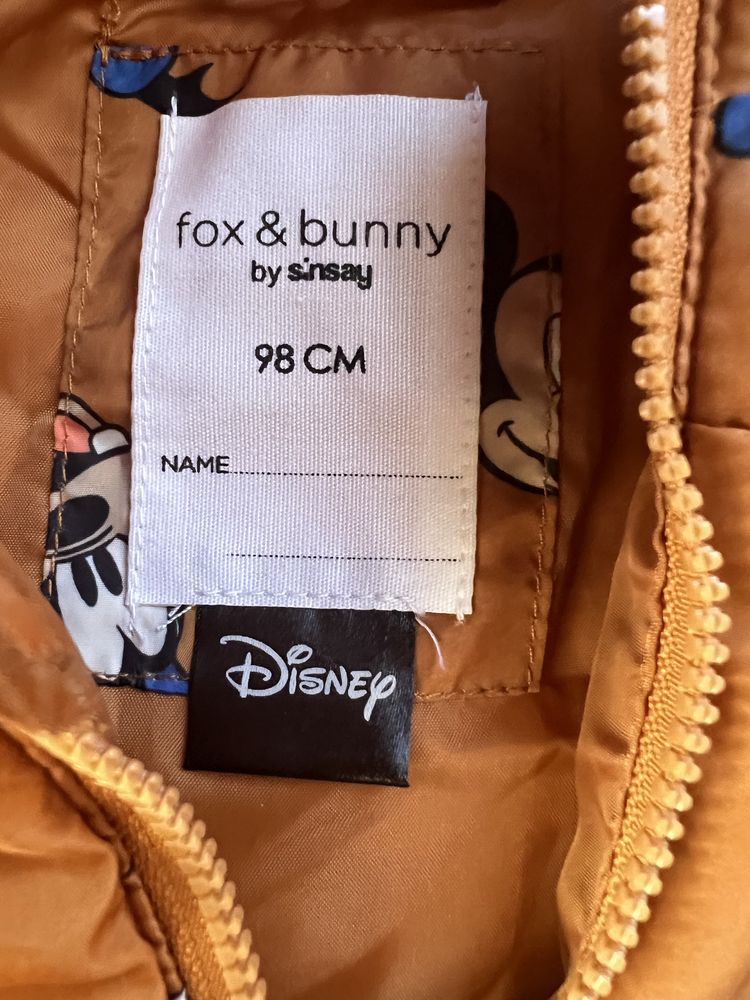 fox & bunny
by sinsay
98 CM
NAME
Disney